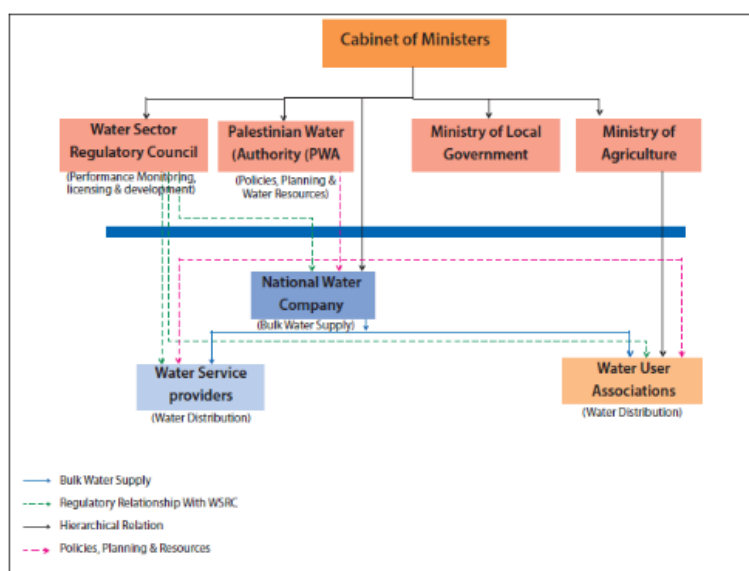 Cabinet of Ministers
Water Sector
Regulatory Council
(Performance Monitoring,
licensing & development)
Palestinian Water
(Authority (PWA
(Policies, Planning &
Water Resources)
Ministry of Local
Government
Ministry of
Agriculture
National Water
Company
(Bulk Water Supply)
Water Service
providers
(Water Distribution)
Water User
Associations
(Water Distribution)
Bulk Water Supply
Regulatory Relationship With WSRC
Hierarchical Relation
Policies, Planning & Resources